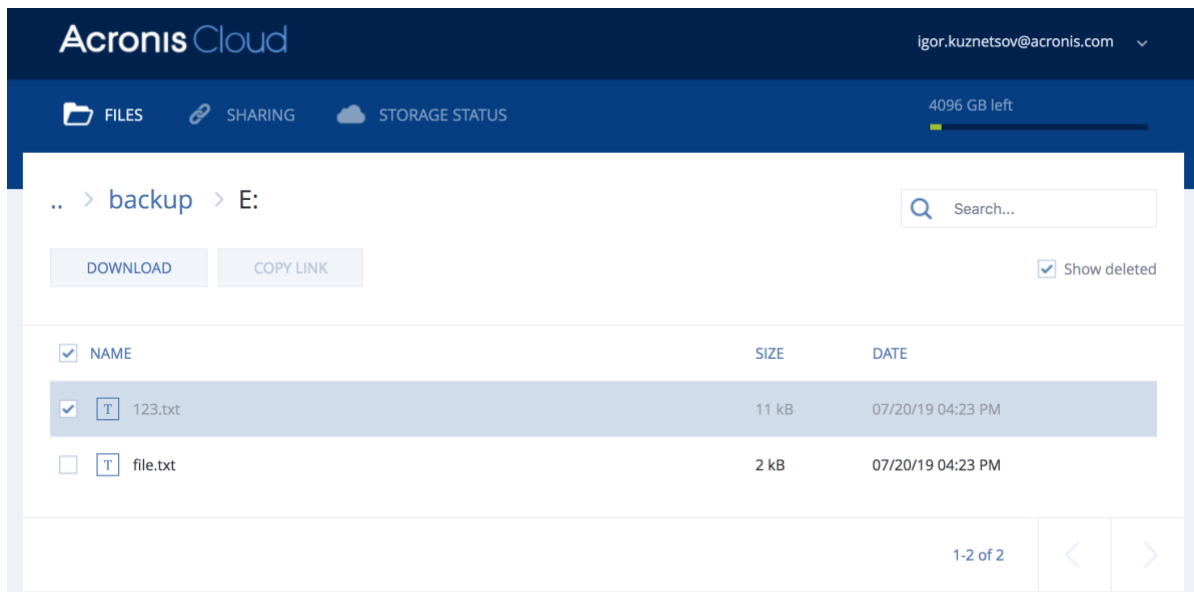 Acronis Cloud
igor.kuznetsov@acronis.com
FILES SHARING STORAGE STATUS
4096 GB left
.. > backup > E:
Search...
DOWNLOAD COPY LINK
Show deleted
NAME SIZE DATE
T 123.txt 11 kB 07/20/19 04:23 PM
T file.txt 2 kB 07/20/19 04:23 PM
1-2 of 2